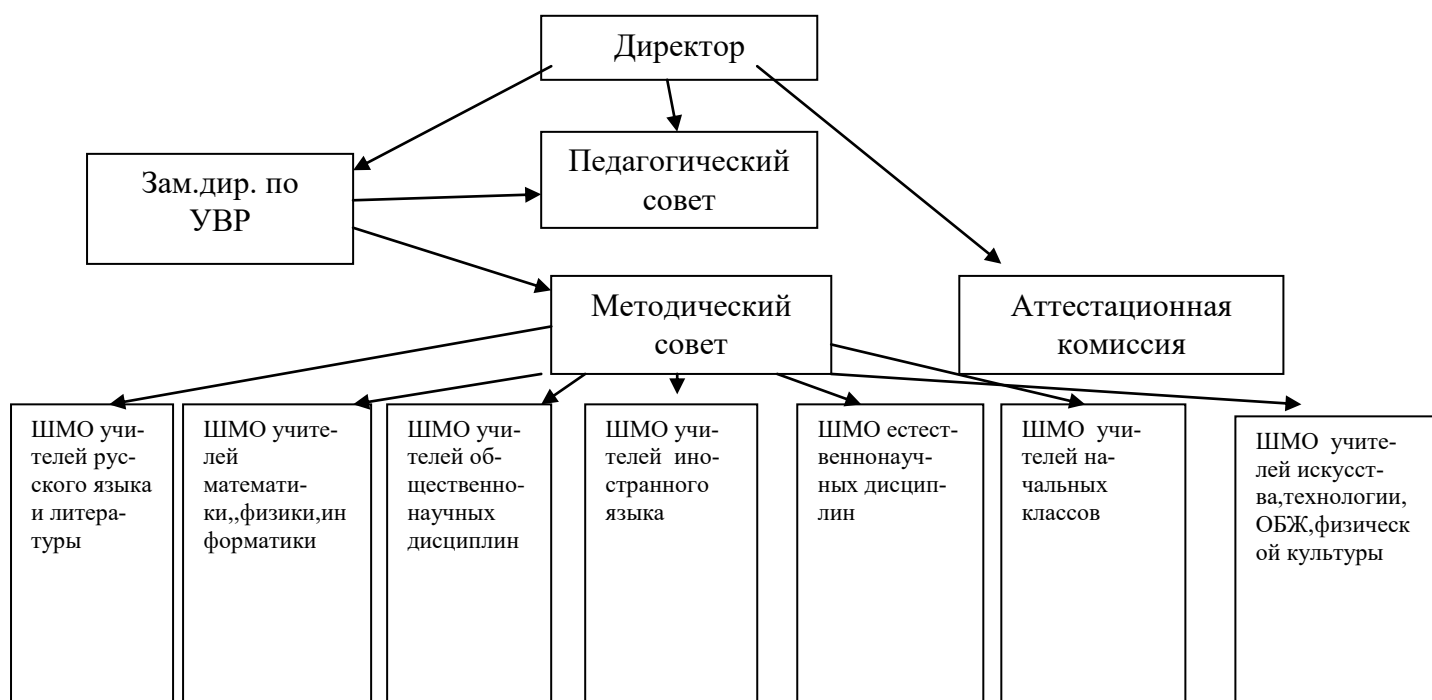 Директор
Педагогический
совет
Зам.дир. по
УВР
Методический
совет
Аттестационная
комиссия
ШМО учи-
телей рус-
ского языка
и литера-
туры
ШМО учите-
лей
математи-
ки,,физики,ин
форматики
ШМО учи-
телей об-
щественно-
научных
дисциплин
ШМО учи-
телей ино-
странного
языка
ШМО естест-
веннонауч-
ных дисцип-
лин
ШМО учи-
телей на-
чальных
классов
ШМО учи-
телей искусст-
ва,технологии,
ОБЖ,физическ
ой культуры